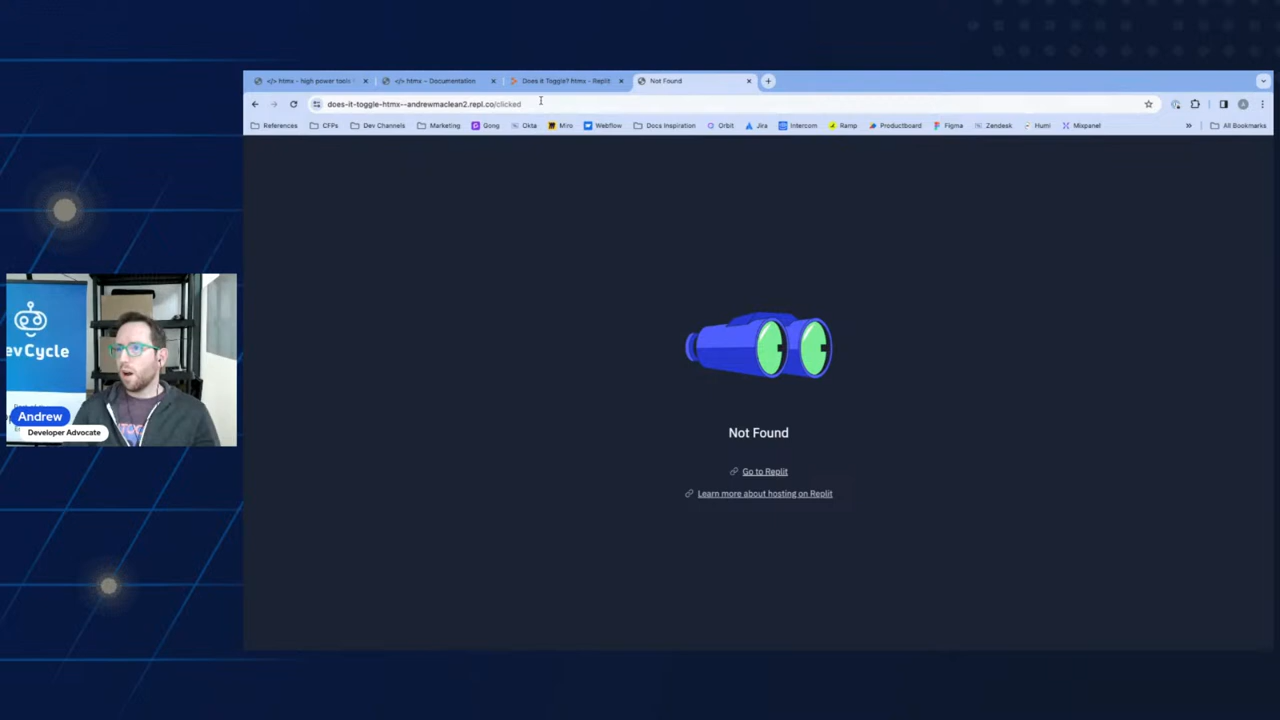 </> htmx - high power tools f
</> htmx ~ Documentation
Does it Toggle? htmx - Replit
Not Found
does-it-toggle-htmx--andrewmaclean2.repl.co/clicked
References
CFPs
Dev Channels
Marketing
Gong
Okta
Miro
Webflow
Docs Inspiration
Orbit
Jira
Intercom
Ramp
Productboard
Figma
Zendesk
Humi
Mixpanel
»
All Bookmarks
evCycle
Andrew
Developer Advocate
Not Found
Go to Replit
Learn more about hosting on Replit